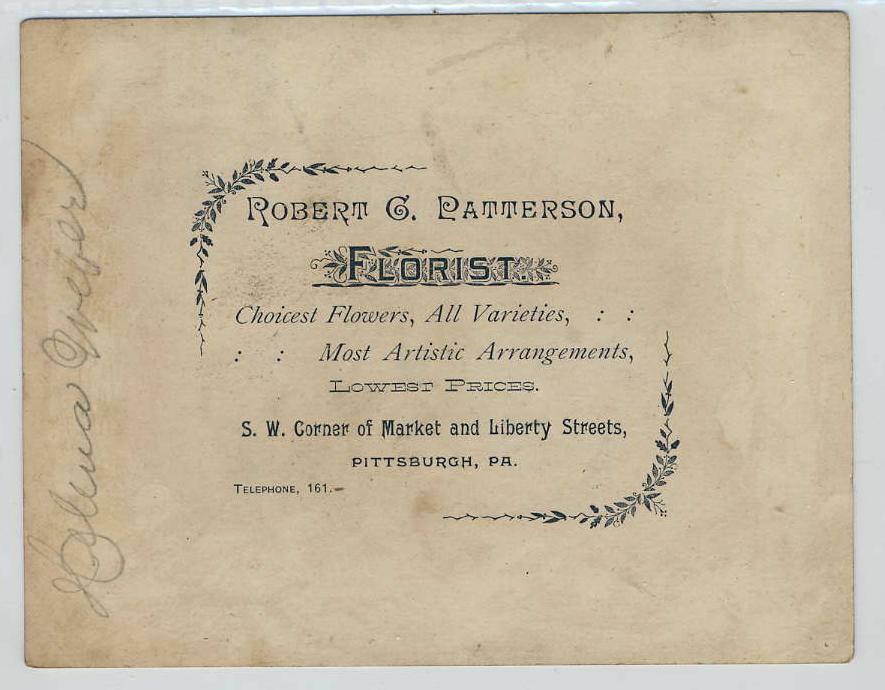 ROBERT G. PATTERSON,
FLORIST.
Choicest Flowers, All Varieties, : :
: : Most Artistic Arrangements,
LOWEST PRICES.
S. W. Corner of Market and Liberty Streets,
PITTSBURGH, PA.
TELEPHONE, 161.